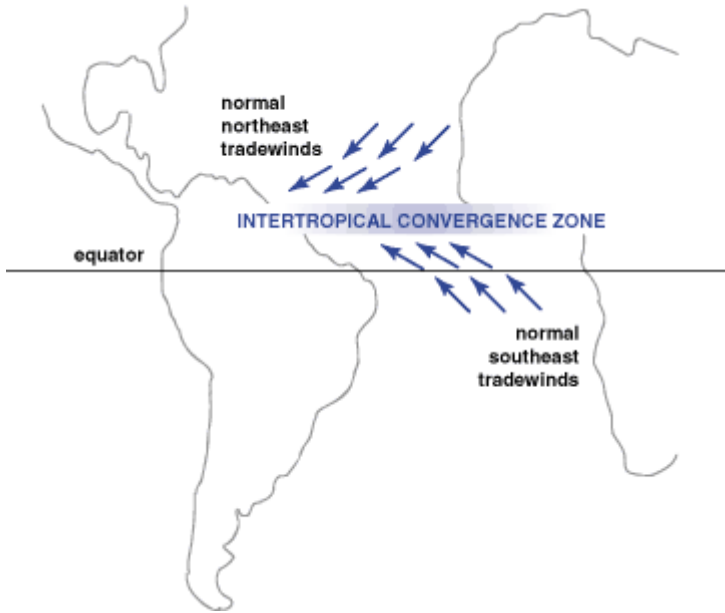 normal
northeast
tradewinds
INTERTROPICAL CONVERGENCE ZONE
equator
normal
southeast
tradewinds